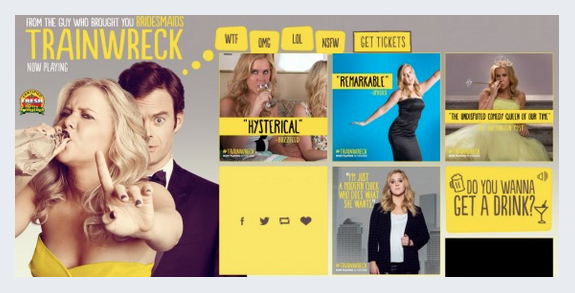 FROM THE GUY WHO BROUGHT YOU BRIDESMAIDS
TRAINWRECK
NOW PLAYING
FRESH
WTF
OMG
LOL
NSFW
GET TICKETS
"HYSTERICAL"
-BUZZFEED
#TRAINWRECK
"REMARKABLE"
#TRAINWRECK
"THE UNDISPUTED COMEDY QUEEN OF OUR TIME"
#TRAINWRECK
"I'M JUST
A MODERN CHICK
WHO DOES WHAT
SHE WANTS"
#TRAINWRECK
DO YOU WANNA
GET A DRINK?